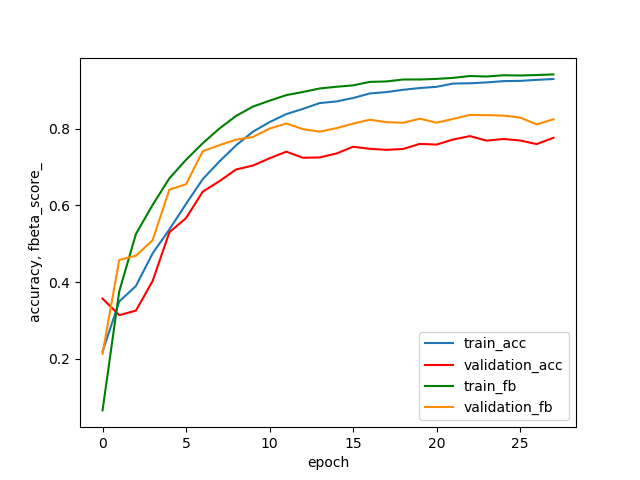 accuracy, fbeta_score_
0.8
0.6
0.4
0.2
train_acc
validation_acc
train_fb
validation_fb
0 5 10 15 20 25
epoch